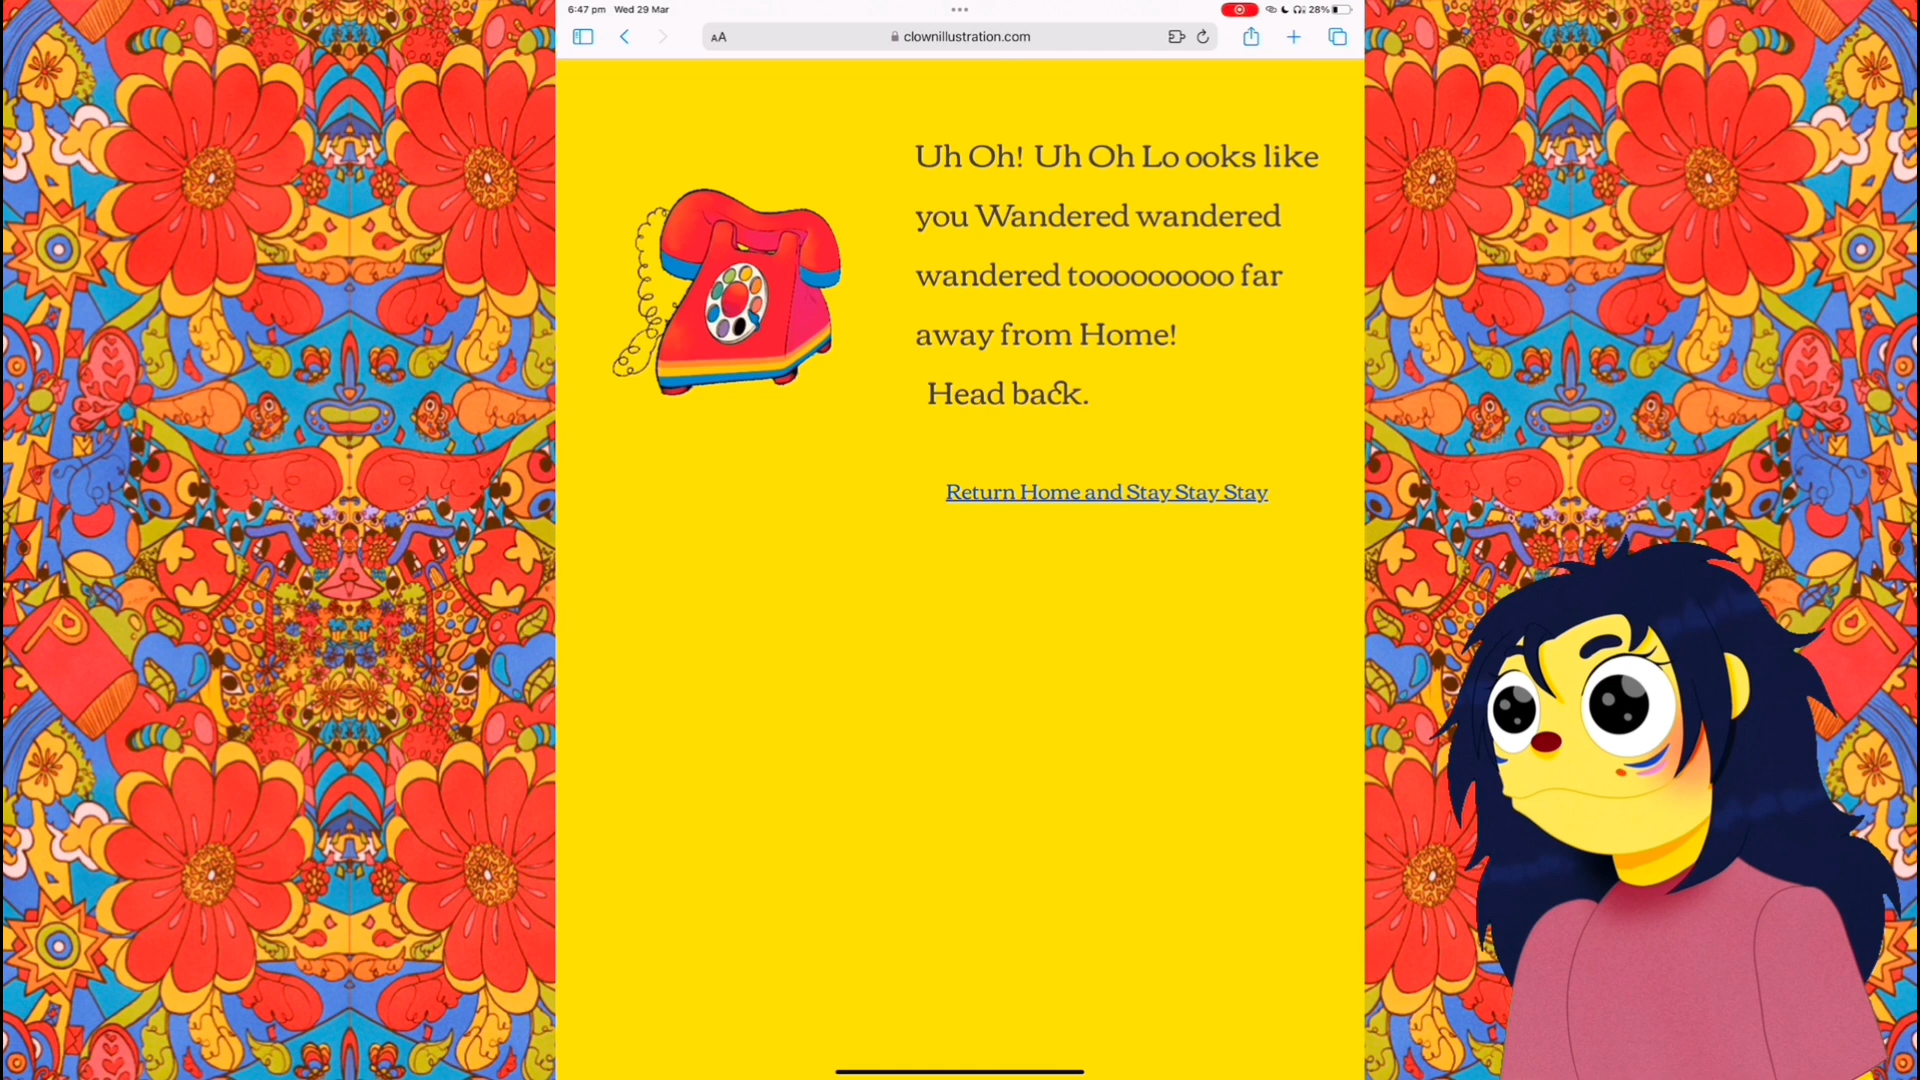 6:47 pm Wed 29 Mar
28%
AA
clownillustration.com
Uh Oh! Uh Oh Lo ooks like
you Wandered wandered
wandered tooooooooo far
away from Home!
Head back.
Return Home and Stay Stay Stay